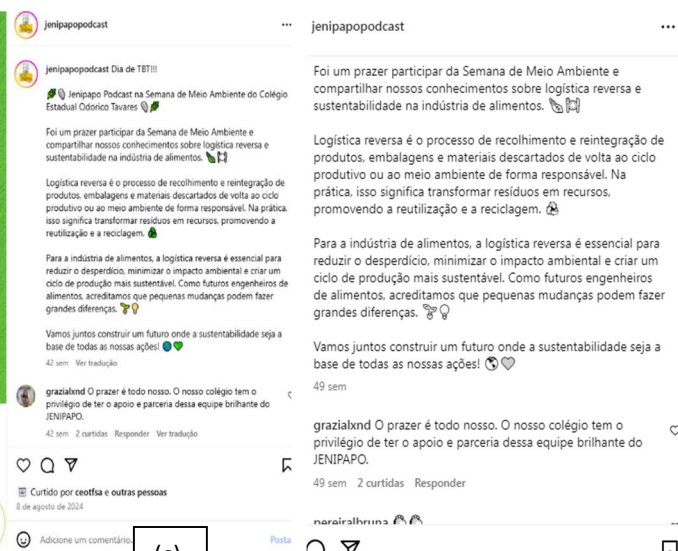 jenipapopodcast
jenipapopodcast Dia de TBT!!!
Jenipapo Podcast na Semana de Meio Ambiente do Colégio
Estadual Odorico Tavares
Foi um prazer participar da Semana de Meio Ambiente e
compartilhar nossos conhecimentos sobre logística reversa e
sustentabilidade na indústria de alimentos.
Logística reversa é o processo de recolhimento e reintegração de
produtos, embalagens e materiais descartados de volta ao ciclo
produtivo ou ao meio ambiente de forma responsável. Na prática,
isso significa transformar resíduos em recursos, promovendo a
reutilização e a reciclagem.
Para a indústria de alimentos, a logística reversa é essencial para
reduzir o desperdício, minimizar o impacto ambiental e criar um
ciclo de produção mais sustentável. Como futuros engenheiros de
alimentos, acreditamos que pequenas mudanças podem fazer
grandes diferenças.
Vamos juntos construir um futuro onde a sustentabilidade seja a
base de todas as nossas ações!
42 sem Ver tradução
grazialxnd O prazer é todo nosso. O nosso colégio tem o
privilégio de ter o apoio e parceria dessa equipe brilhante do
JENIPAPO.
42 sem 2 curtidas Responder Ver tradução
Curtido por ceotfsa e outras pessoas
8 de agosto de 2024
Adicione um comentário.
Posta
jenipapopodcast
Foi um prazer participar da Semana de Meio Ambiente e
compartilhar nossos conhecimentos sobre logística reversa e
sustentabilidade na indústria de alimentos.
Logística reversa é o processo de recolhimento e reintegração de
produtos, embalagens e materiais descartados de volta ao ciclo
produtivo ou ao meio ambiente de forma responsável. Na
prática, isso significa transformar resíduos em recursos,
promovendo a reutilização e a reciclagem.
Para a indústria de alimentos, a logística reversa é essencial para
reduzir o desperdício, minimizar o impacto ambiental e criar um
ciclo de produção mais sustentável. Como futuros engenheiros
de alimentos, acreditamos que pequenas mudanças podem fazer
grandes diferenças.
Vamos juntos construir um futuro onde a sustentabilidade seja a
base de todas as nossas ações!
49 sem
grazialxnd O prazer é todo nosso. O nosso colégio tem o
privilégio de ter o apoio e parceria dessa equipe brilhante do
JENIPAPO.
49 sem 2 curtidas Responder